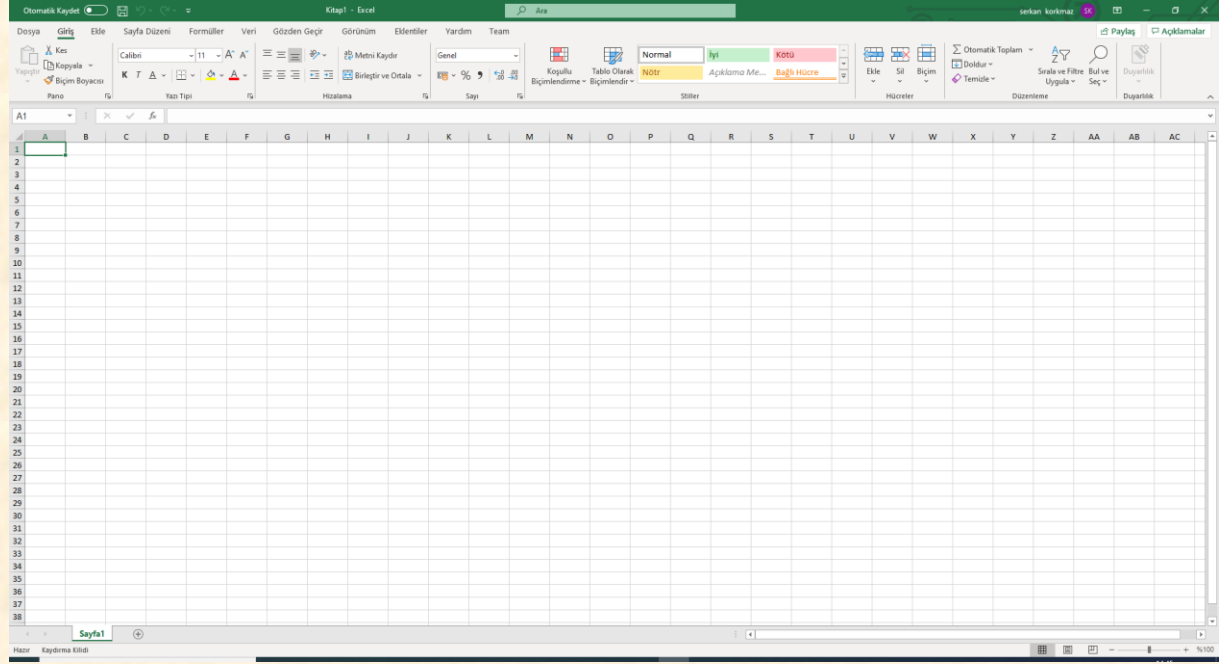 Otomatik Kaydet Kitap1 - Excel Ara serkan korkmaz SK
Dosya Giriş Ekle Sayfa Düzeni Formüller Veri Gözden Geçir Görünüm Eklentiler Yardım Team Paylaş Açıklamalar
Yapıştır Kes Kopyala Biçim Boyacısı
Calibri 11 K T A
Metni Kaydır
Birleştir ve Ortala
Genel
Koşullu Biçimlendirme Tablo Olarak Biçimlendir
Normal İyi Kötü
Nötr Açıklama Me... Bağlı Hücre
Ekle Sil Biçim
Otomatik Toplam
Doldur
Temizle
Sırala ve Filtre Uygula Bul ve Seç Duyarlılık
Pano Yazı Tipi Hizalama Sayı Stiller Hücreler Düzenleme Duyarlılık
A1 fx
A B C D E F G H I J K L M N O P Q R S T U V W X Y Z AA AB AC
1
2
3
4
5
6
7
8
9
10
11
12
13
14
15
16
17
18
19
20
21
22
23
24
25
26
27
28
29
30
31
32
33
34
35
36
37
38
Sayfa1
Hazır Kaydırma Kilidi %100